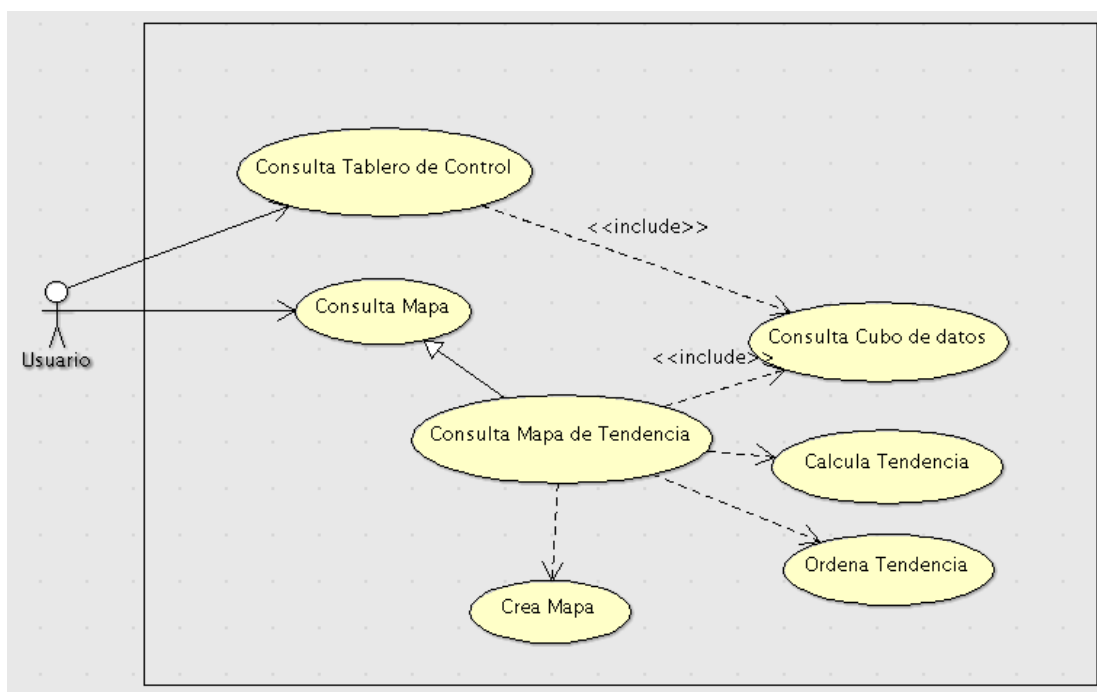 Consulta Tablero de Control
<<include>>
Consulta Mapa
Consulta Cubo de datos
Usuario
<<include>>
Consulta Mapa de Tendencia
Calcula Tendencia
Ordena Tendencia
Crea Mapa